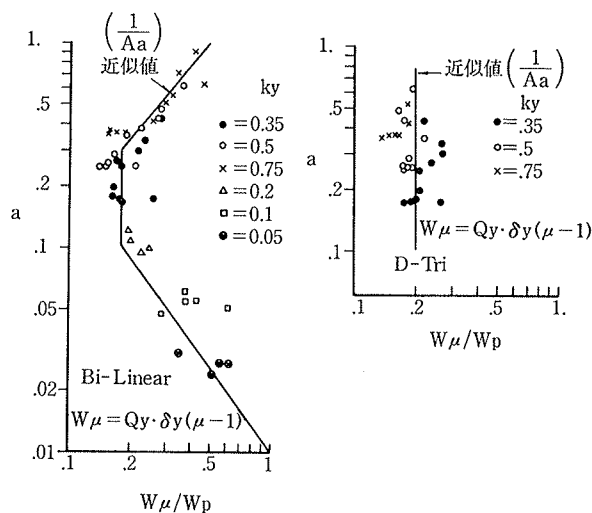 (1/Aa)
近似値
1.
.5
.2
a
.1
.05
.02
.01
ky
● =0.35
○ =0.5
× =0.75
△ =0.2
□ =0.1
=0.05
Bi-Linear
Wμ=Qy·δy(μ-1)
.1
.2
.5
1
Wμ/Wp
近似値(1/Aa)
1.
.5
a
.2
.1
ky
● =.35
○ =.5
× =.75
Wμ=Qy·δy(μ-1)
D-Tri
.1
.2
.5
1.
Wμ/Wp